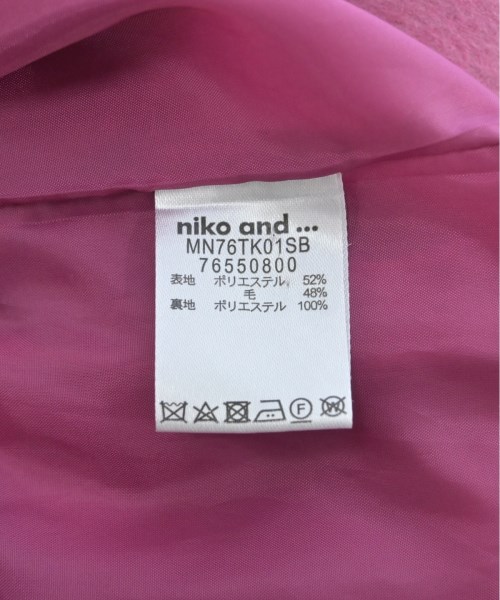 niko and ...
MN76TK01SB
76550800
表地 ポリエステル 52%
毛 48%
裏地 ポリエステル 100%
F W